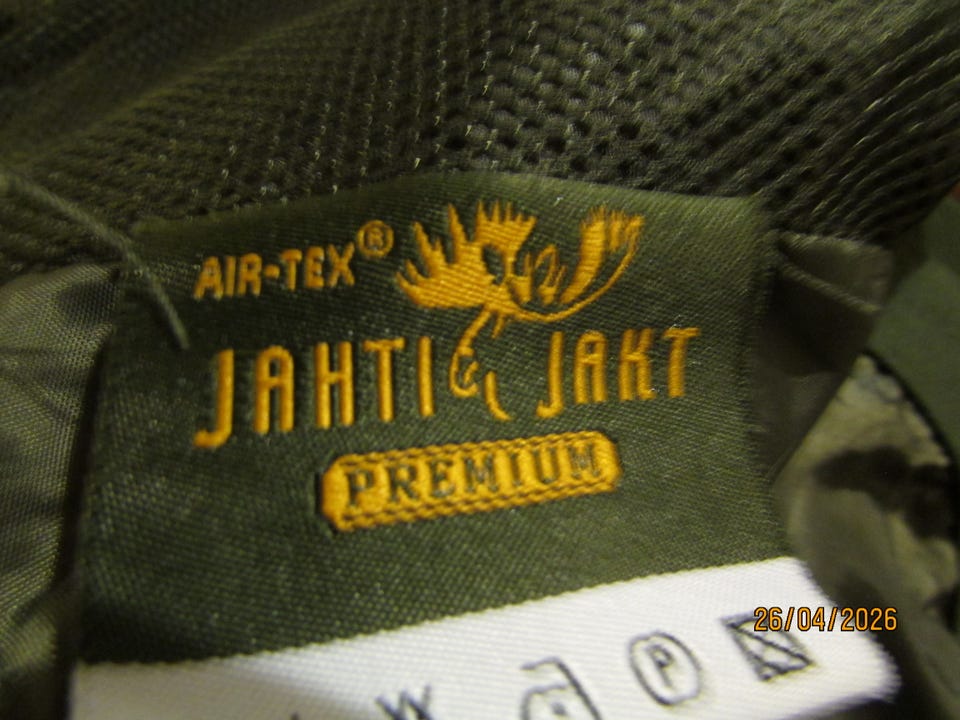 AIR-TEX®
JAHTI JAKT
PREMIUM
W
P
26/04/2026